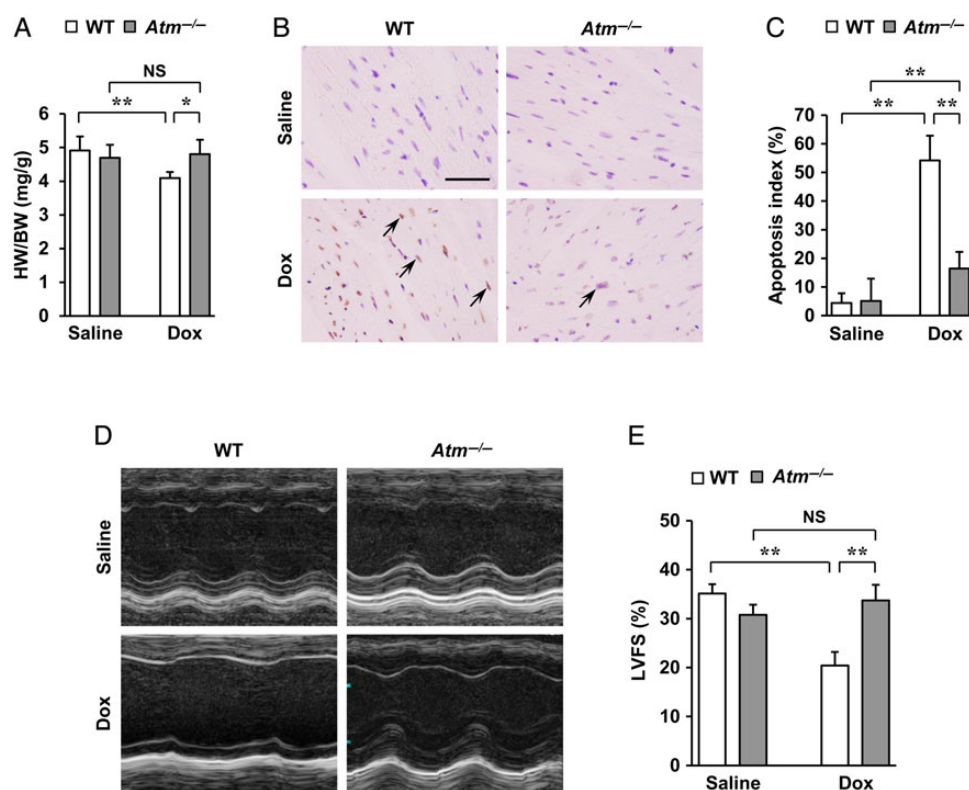 A
WT Atm–/–
NS
** *
HW/BW (mg/g)
6
5
4
3
2
1
0
Saline Dox
B
WT Atm–/–
Saline
Dox
C
WT Atm–/–
**
** **
Apoptosis index (%)
70
60
50
40
30
20
10
0
Saline Dox
D
WT Atm–/–
Saline
Dox
E
WT Atm–/–
NS
** **
LVFS (%)
50
40
30
20
10
0
Saline Dox